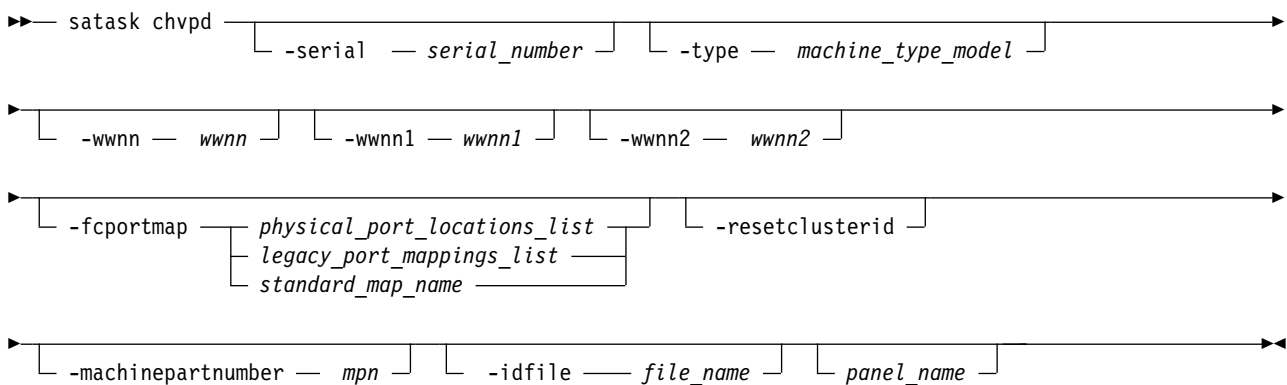 satask chvpd
-serial serial_number -type machine_type_model
-wwnn wwnn -wwnn1 wwnn1 -wwnn2 wwnn2
-fcportmap physical_port_locations_list -resetclusterid
legacy_port_mappings_list
standard_map_name
-machinepartnumber mpn -idfile file_name panel_name